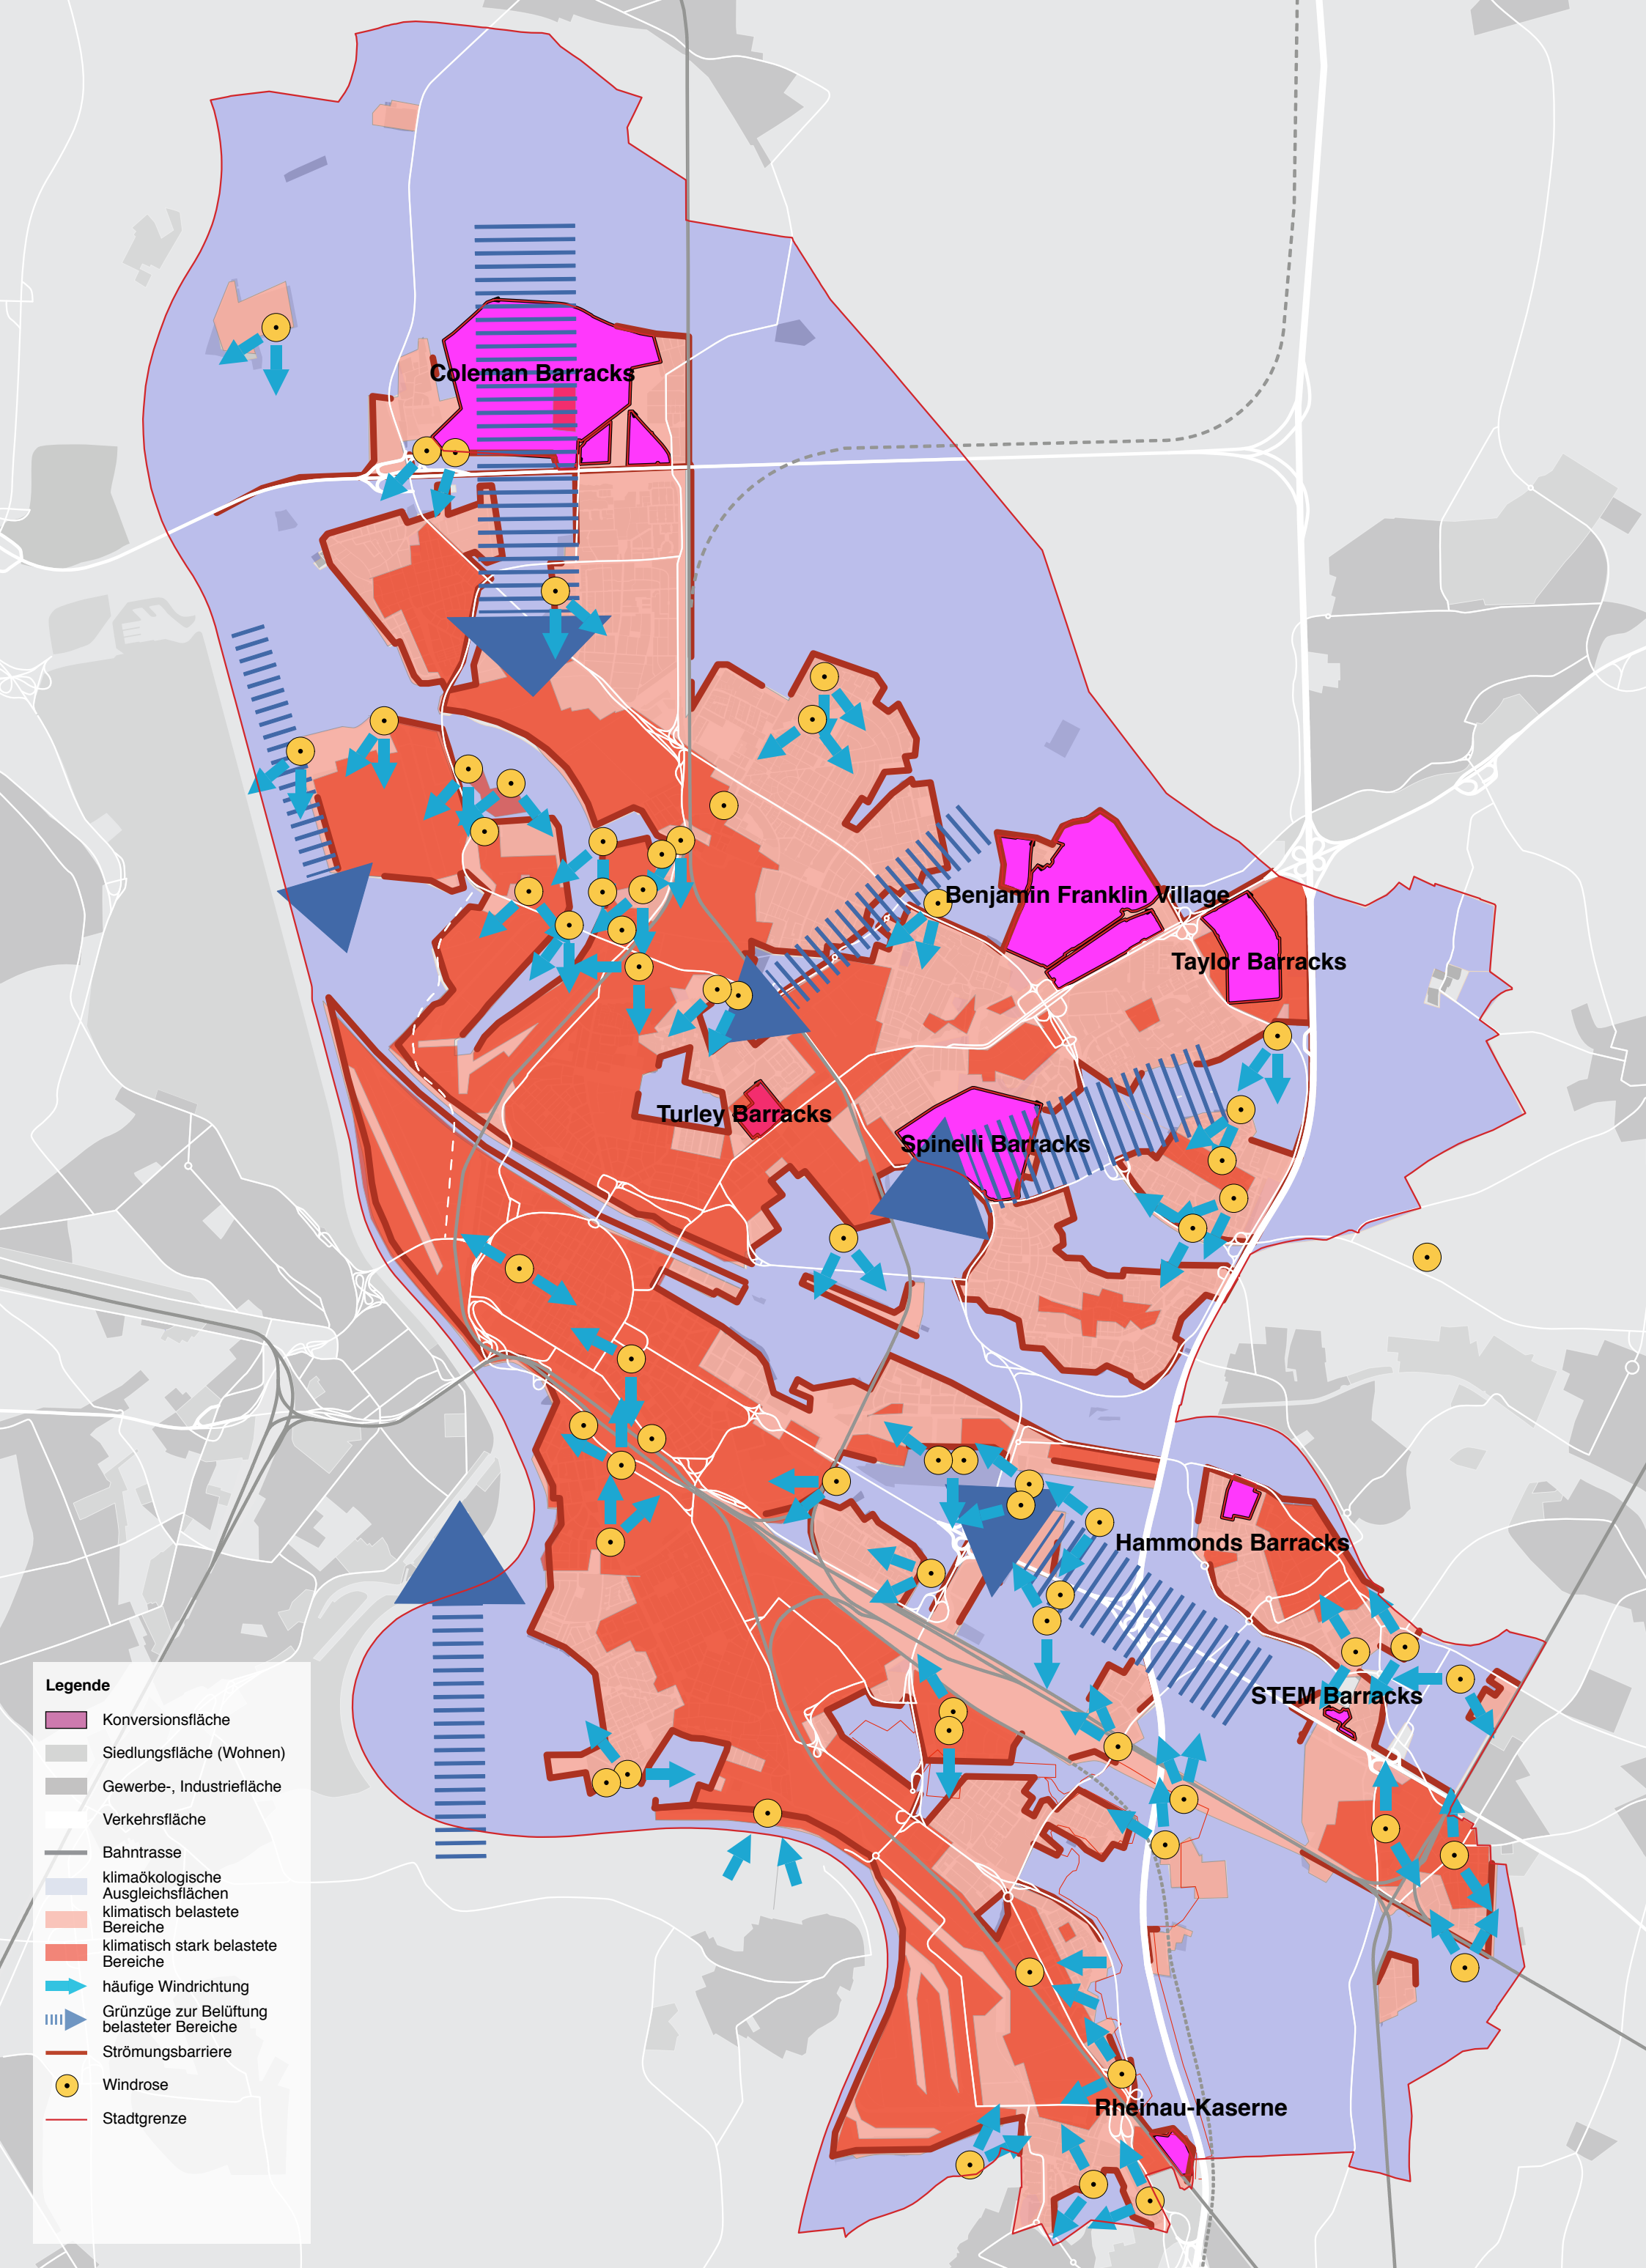 Coleman Barracks
Benjamin Franklin Village
Taylor Barracks
Turley Barracks
Spinelli Barracks
Hammonds Barracks
STEM Barracks
Rheinau-Kaserne
Legende
Konversionsfläche
Siedlungsfläche (Wohnen)
Gewerbe-, Industriefläche
Verkehrsfläche
Bahntrasse
klimaökologische
Ausgleichsflächen
klimatisch belastete
Bereiche
klimatisch stark belastete
Bereiche
häufige Windrichtung
Grünzüge zur Belüftung
belasteter Bereiche
Strömungsbarriere
Windrose
Stadtgrenze